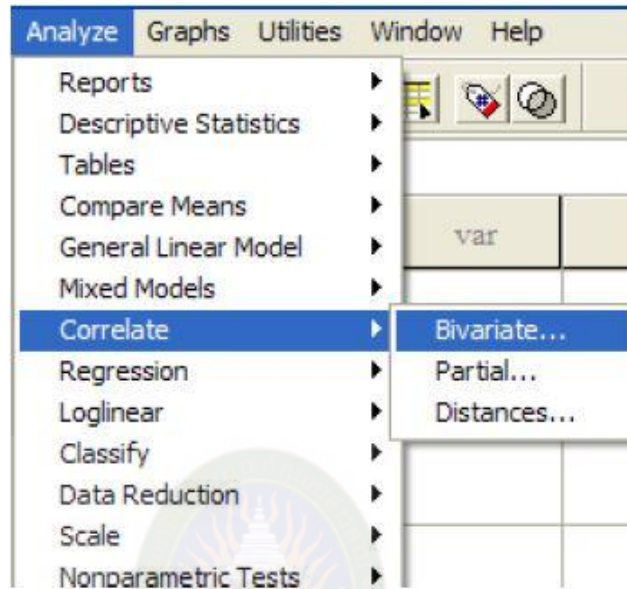 Analyze Graphs Utilities Window Help
Reports
Descriptive Statistics
Tables
Compare Means
var
General Linear Model
Mixed Models
Correlate
Bivariate...
Regression
Partial...
Loglinear
Distances...
Classify
Data Reduction
Scale
Nonparametric Tests